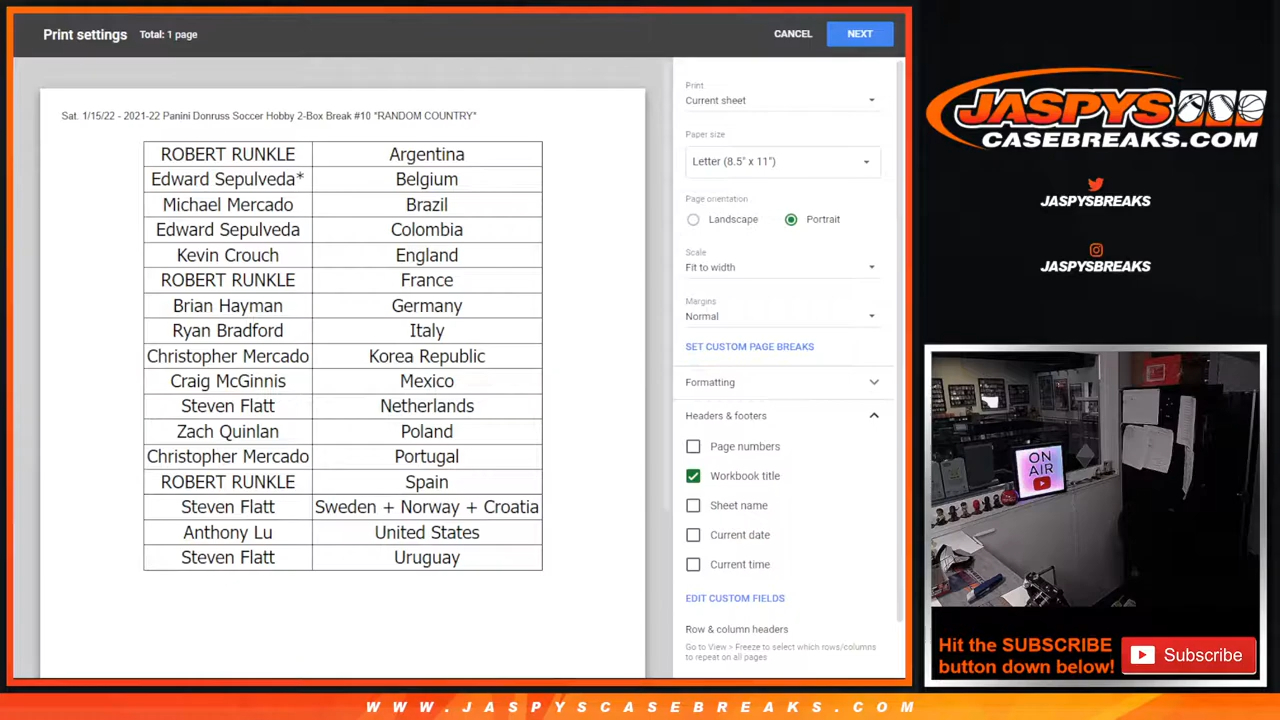 Print settings Total: 1 page CANCEL NEXT
Sat. 1/15/22 - 2021-22 Panini Donruss Soccer Hobby 2-Box Break #10 *RANDOM COUNTRY*
ROBERT RUNKLE Argentina
Edward Sepulveda* Belgium
Michael Mercado Brazil
Edward Sepulveda Colombia
Kevin Crouch England
ROBERT RUNKLE France
Brian Hayman Germany
Ryan Bradford Italy
Christopher Mercado Korea Republic
Craig McGinnis Mexico
Steven Flatt Netherlands
Zach Quinlan Poland
Christopher Mercado Portugal
ROBERT RUNKLE Spain
Steven Flatt Sweden + Norway + Croatia
Anthony Lu United States
Steven Flatt Uruguay
Print
Current sheet
Paper size
Letter (8.5" x 11")
Page orientation
Landscape Portrait
Scale
Fit to width
Margins
Normal
SET CUSTOM PAGE BREAKS
Formatting
Headers & footers
Page numbers
Workbook title
Sheet name
Current date
Current time
EDIT CUSTOM FIELDS
Row & column headers
Go to View > Freeze to select which rows/columns
to repeat on all pages
JASPYS
CASEBREAKS.COM
JASPYSBREAKS
JASPYSBREAKS
ON
AIR
Hit the SUBSCRIBE
button down below!
Subscribe
WWW.JASPYSCASEBREAKS.COM